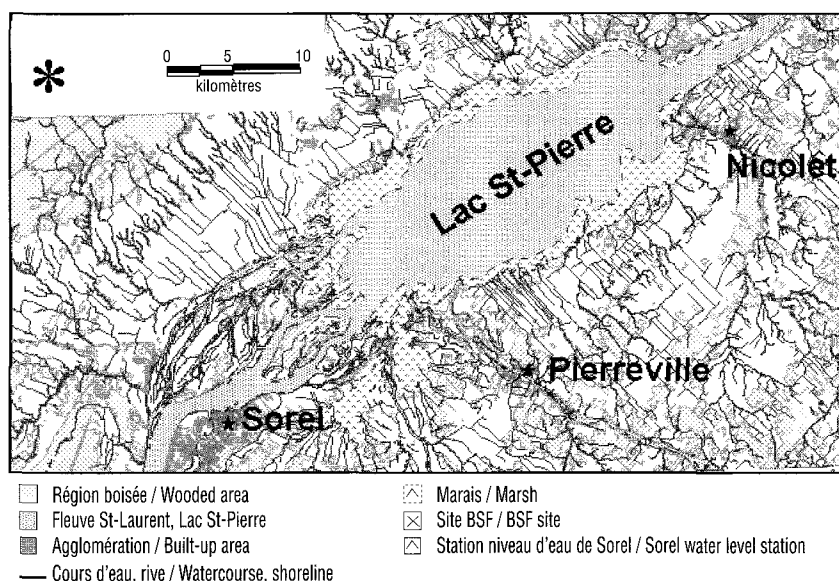 0 5 10
kilomètres
Lac St-Pierre
Nicolet
Pierreville
Sorel
Région boisée / Wooded area
Fleuve St-Laurent, Lac St-Pierre
Agglomération / Built-up area
Cours d'eau, rive / Watercourse, shoreline
Marais / Marsh
Site BSF / BSF site
Station niveau d'eau de Sorel / Sorel water level station